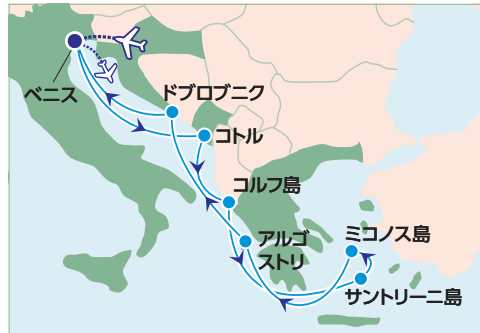 ベニス
ドブロブニク
コトル
コルフ島
アルゴ
ストリ
ミコノス島
サントリーニ島